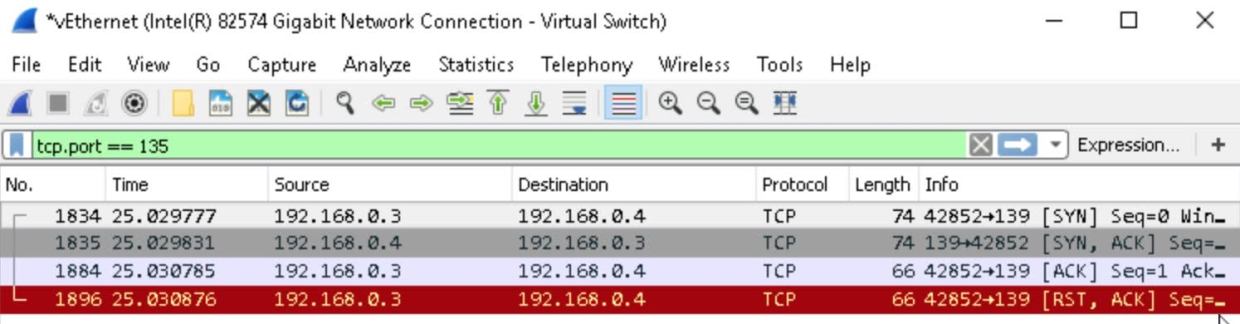 *vEthernet (Intel(R) 82574 Gigabit Network Connection - Virtual Switch)
File Edit View Go Capture Analyze Statistics Telephony Wireless Tools Help
tcp.port == 135 Expression... +
No. Time Source Destination Protocol Length Info
1834 25.029777 192.168.0.3 192.168.0.4 TCP 74 42852→139 [SYN] Seq=0 Win…
1835 25.029831 192.168.0.4 192.168.0.3 TCP 74 139→42852 [SYN, ACK] Seq=…
1884 25.030785 192.168.0.3 192.168.0.4 TCP 66 42852→139 [ACK] Seq=1 Ack…
1896 25.030876 192.168.0.3 192.168.0.4 TCP 66 42852→139 [RST, ACK] Seq=…